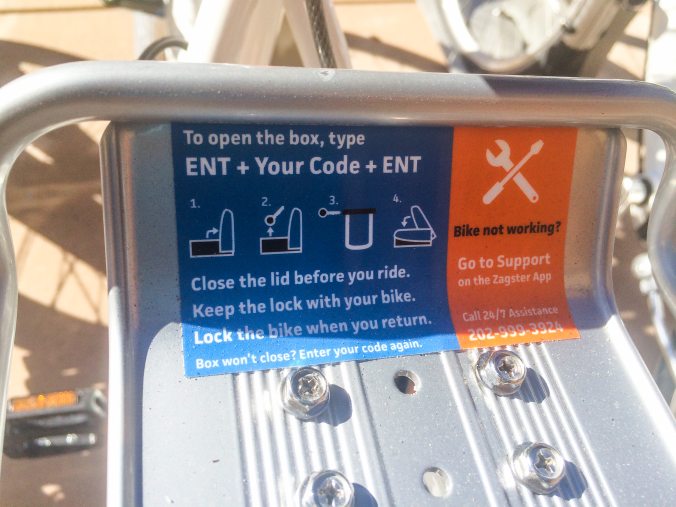 To open the box, type
ENT + Your Code + ENT
1. 2. 3. 4.
Close the lid before you ride.
Keep the lock with your bike.
Lock the bike when you return.
Box won't close? Enter your code again.
Bike not working?
Go to Support
on the Zagster App
Call 24/7 Assistance
202-999-3924